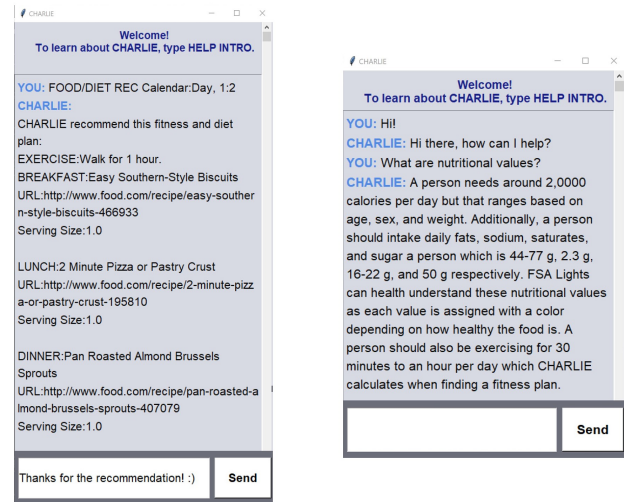 CHARLIE
Welcome!
To learn about CHARLIE, type HELP INTRO.
YOU: FOOD/DIET REC Calendar:Day, 1:2
CHARLIE:
CHARLIE recommend this fitness and diet
plan:
EXERCISE:Walk for 1 hour.
BREAKFAST:Easy Southern-Style Biscuits
URL:http://www.food.com/recipe/easy-souther
n-style-biscuits-466933
Serving Size:1.0
LUNCH:2 Minute Pizza or Pastry Crust
URL:http://www.food.com/recipe/2-minute-pizz
a-or-pastry-crust-195810
Serving Size:1.0
DINNER:Pan Roasted Almond Brussels
Sprouts
URL:http://www.food.com/recipe/pan-roasted-a
lmond-brussels-sprouts-407079
Serving Size:1.0
Thanks for the recommendation! :)
Send
CHARLIE
Welcome!
To learn about CHARLIE, type HELP INTRO.
YOU: Hi!
CHARLIE: Hi there, how can I help?
YOU: What are nutritional values?
CHARLIE: A person needs around 2,0000
calories per day but that ranges based on
age, sex, and weight. Additionally, a person
should intake daily fats, sodium, saturates,
and sugar a person which is 44-77 g, 2.3 g,
16-22 g, and 50 g respectively. FSA Lights
can health understand these nutritional values
as each value is assigned with a color
depending on how healthy the food is. A
person should also be exercising for 30
minutes to an hour per day which CHARLIE
calculates when finding a fitness plan.
Send